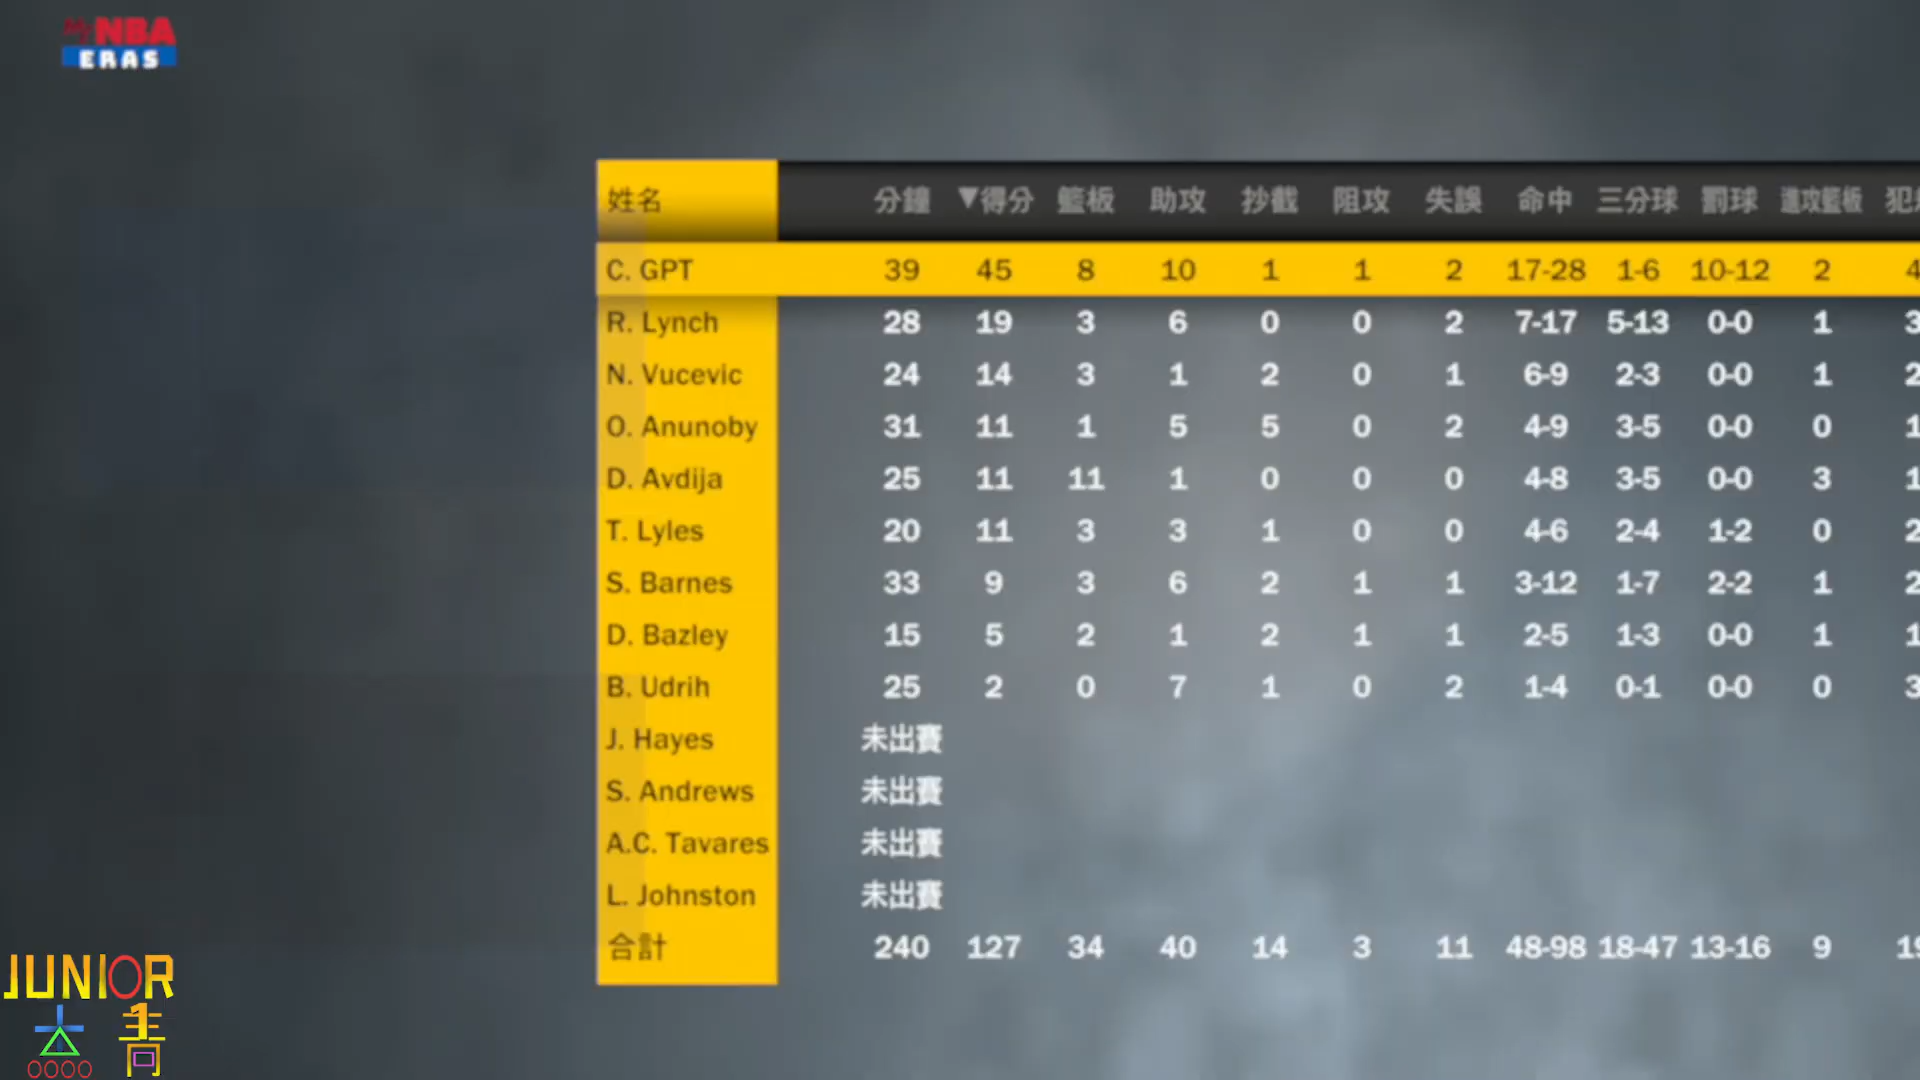 MyNBA
ERAS
姓名 分鐘 ▼得分 籃板 助攻 抄截 阻攻 失誤 命中 三分球 罰球 進攻籃板 犯
C. GPT 39 45 8 10 1 1 2 17-28 1-6 10-12 2 4
R. Lynch 28 19 3 6 0 0 2 7-17 5-13 0-0 1 3
N. Vucevic 24 14 3 1 2 0 1 6-9 2-3 0-0 1 2
O. Anunoby 31 11 1 5 5 0 2 4-9 3-5 0-0 0 1
D. Avdija 25 11 11 1 0 0 0 4-8 3-5 0-0 3 1
T. Lyles 20 11 3 3 1 0 0 4-6 2-4 1-2 0 2
S. Barnes 33 9 3 6 2 1 1 3-12 1-7 2-2 1 2
D. Bazley 15 5 2 1 2 1 1 2-5 1-3 0-0 1 1
B. Udrih 25 2 0 7 1 0 2 1-4 0-1 0-0 0 3
J. Hayes 未出賽
S. Andrews 未出賽
A.C. Tavares 未出賽
L. Johnston 未出賽
合計 240 127 34 40 14 3 11 48-98 18-47 13-16 9 19
JUNIOR